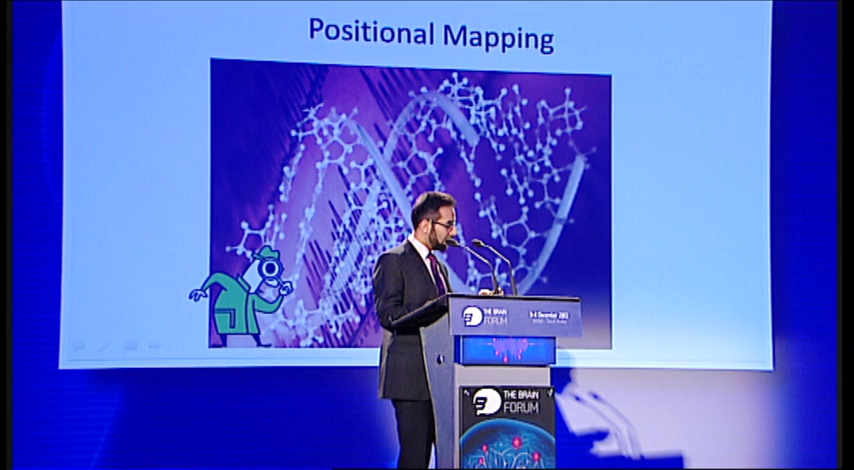 Positional Mapping
THE BRAIN
FORUM
THE BRAIN
FORUM